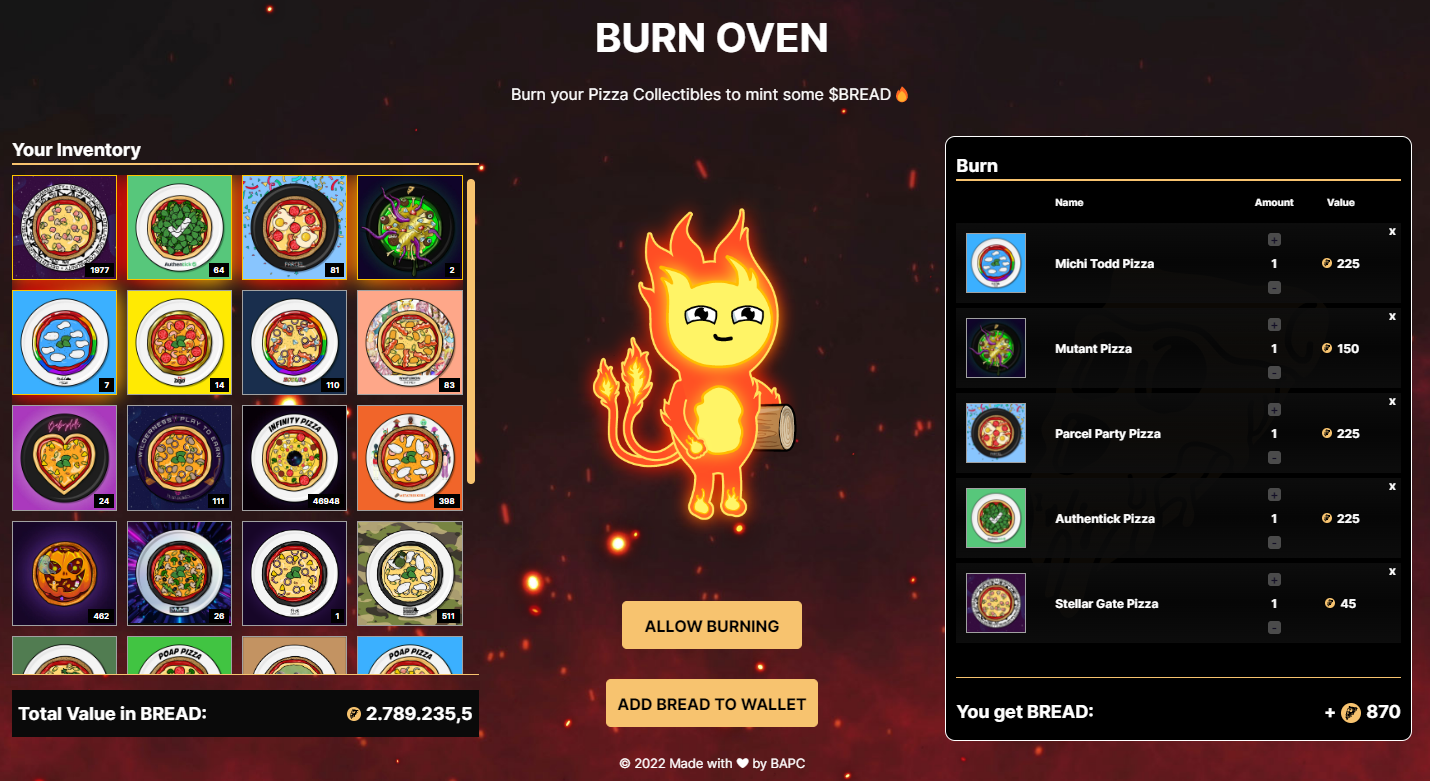 BURN OVEN
Burn your Pizza Collectibles to mint some $BREAD
Your Inventory
1977
64
81
2
7
14
110
83
24
WILDERNESS • PLAY TO EARN
111
INFINITY PIZZA
46948
398
462
26
1
511
POAP PIZZA
POAP PIZZA
Total Value in BREAD:
2.789.235,5
ALLOW BURNING
ADD BREAD TO WALLET
© 2022 Made with ❤ by BAPC
Burn
Name Amount Value
x
+
Michi Todd Pizza 1 225
-
x
+
Mutant Pizza 1 150
-
x
+
Parcel Party Pizza 1 225
-
x
+
Authentick Pizza 1 225
-
x
+
Stellar Gate Pizza 1 45
-
You get BREAD: + 870